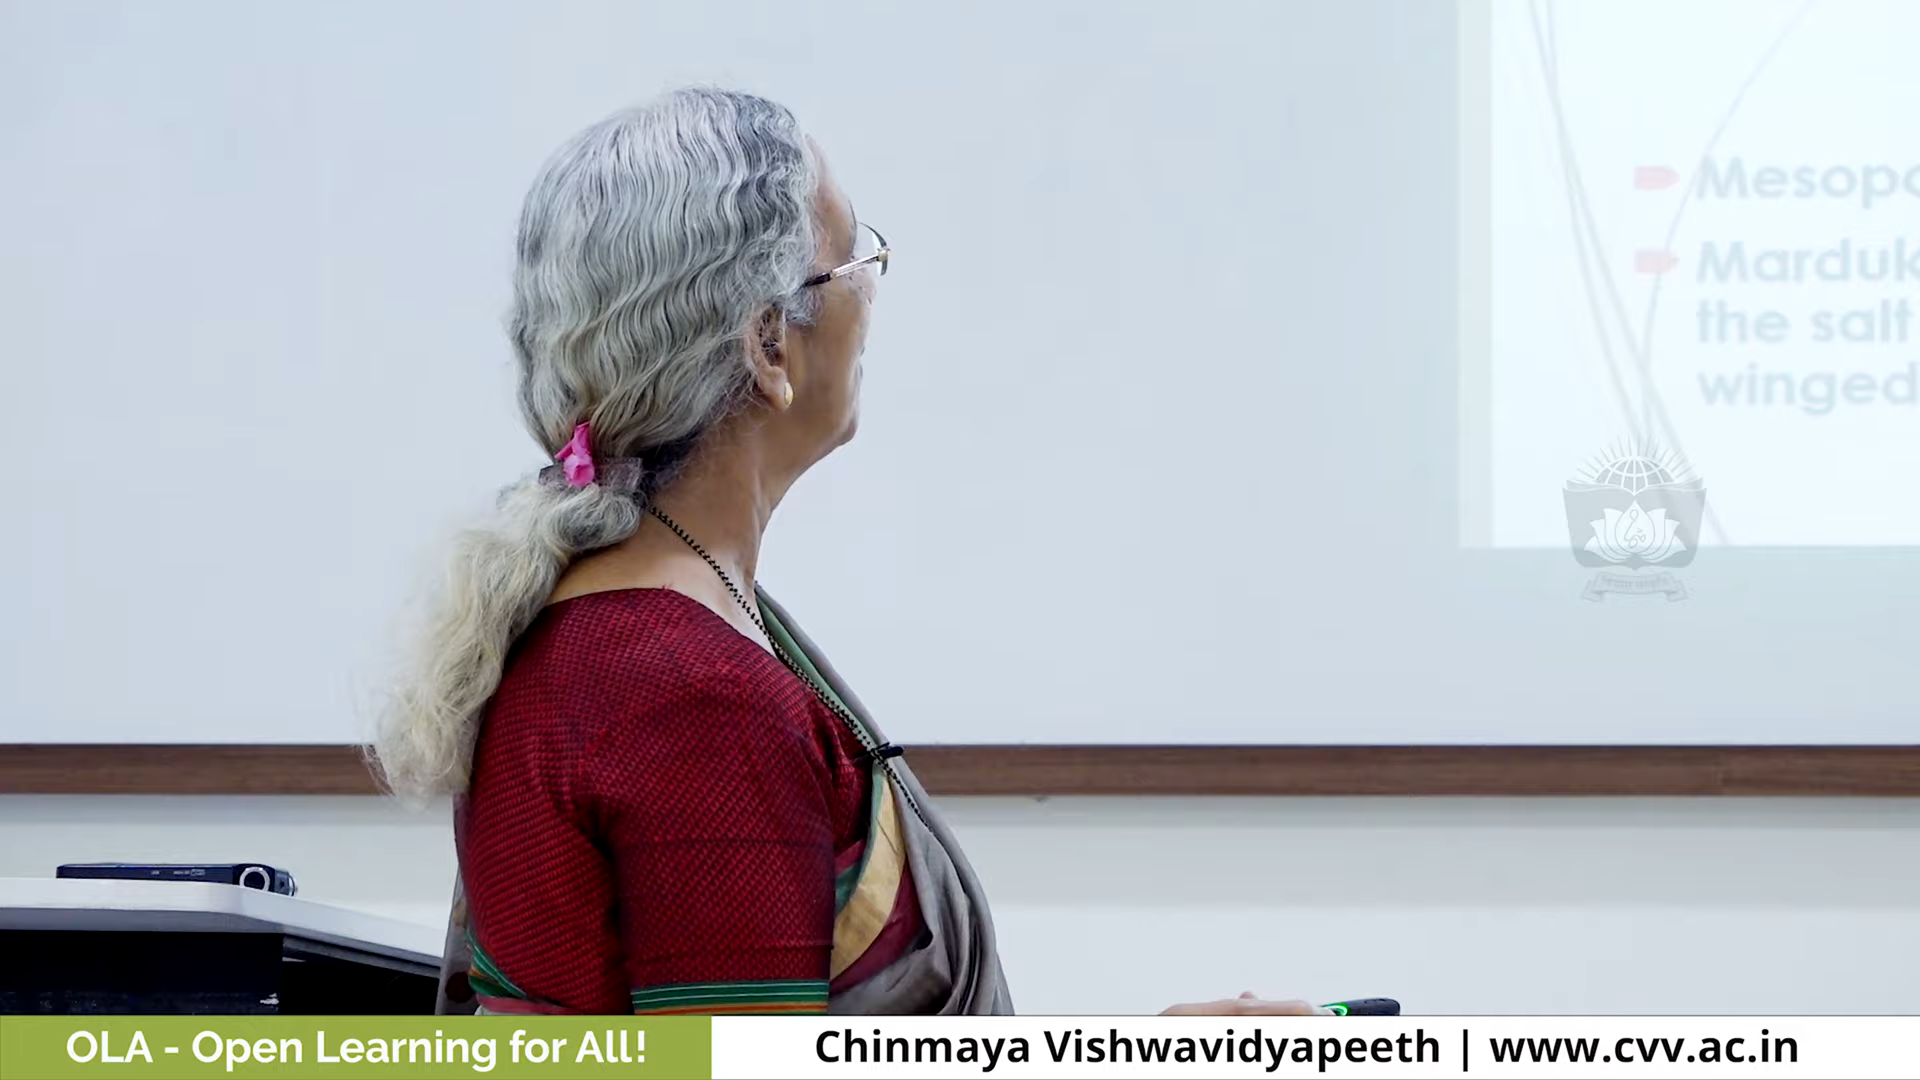 Mesopo
Marduk
the salt
winged
OLA - Open Learning for All!
Chinmaya Vishwavidyapeeth | www.cvv.ac.in